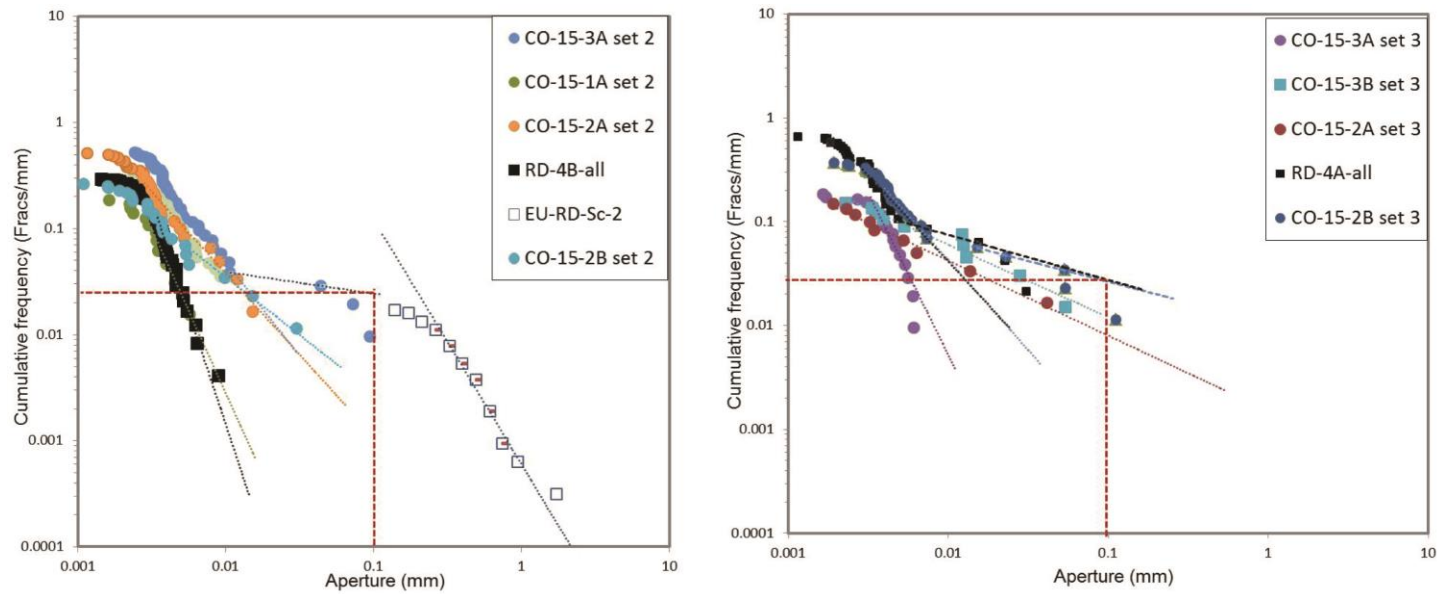 10
1
0.1
0.01
0.001
0.0001
Cumulative frequency (Fracs/mm)
0.001
0.01
0.1
1
10
Aperture (mm)
CO-15-3A set 2
CO-15-1A set 2
CO-15-2A set 2
RD-4B-all
EU-RD-Sc-2
CO-15-2B set 2
10
1
0.1
0.01
0.001
0.0001
Cumulative frequency (Fracs/mm)
0.001
0.01
0.1
1
10
Aperture (mm)
CO-15-3A set 3
CO-15-3B set 3
CO-15-2A set 3
RD-4A-all
CO-15-2B set 3